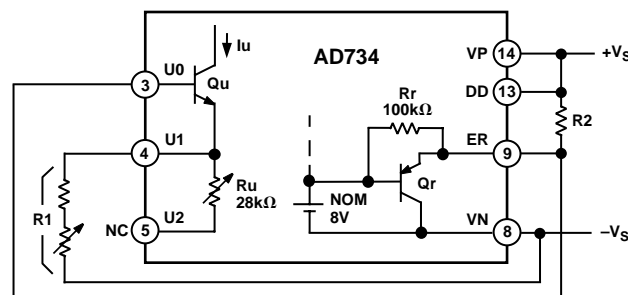 Iu
AD734
U0
3
Qu
VP
14
+VS
DD
13
Rr
100kΩ
R2
U1
4
ER
9
Ru
28kΩ
Qr
R1
NOM
8V
NC
5
U2
VN
8
–VS